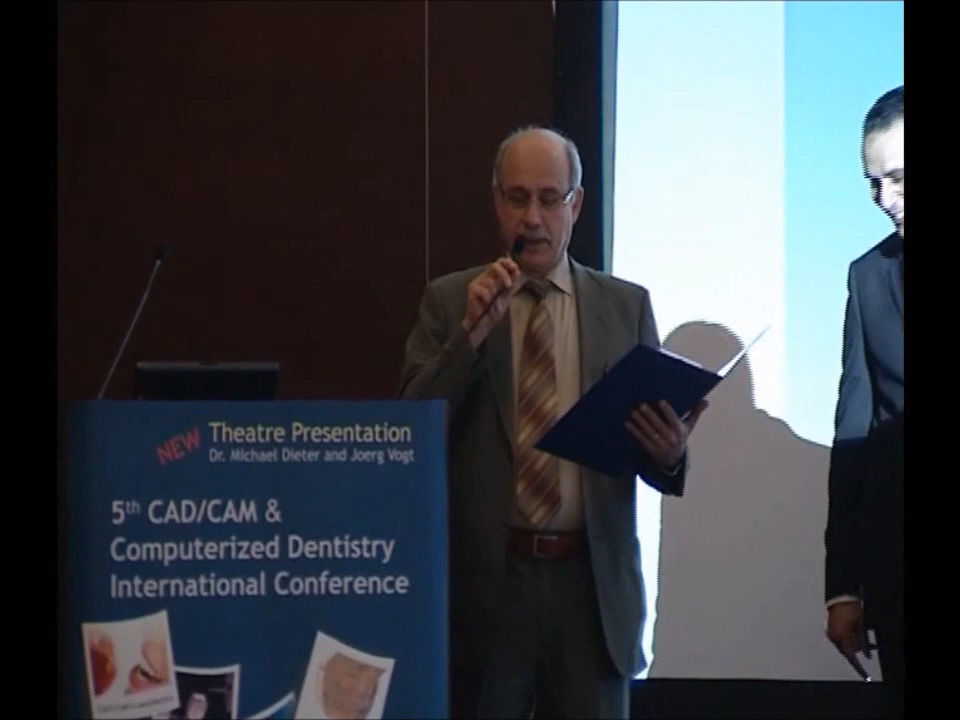 NEW Theatre Presentation
Dr. Michael Dieter and Joerg Vogt
5th CAD/CAM &
Computerized Dentistry
International Conference